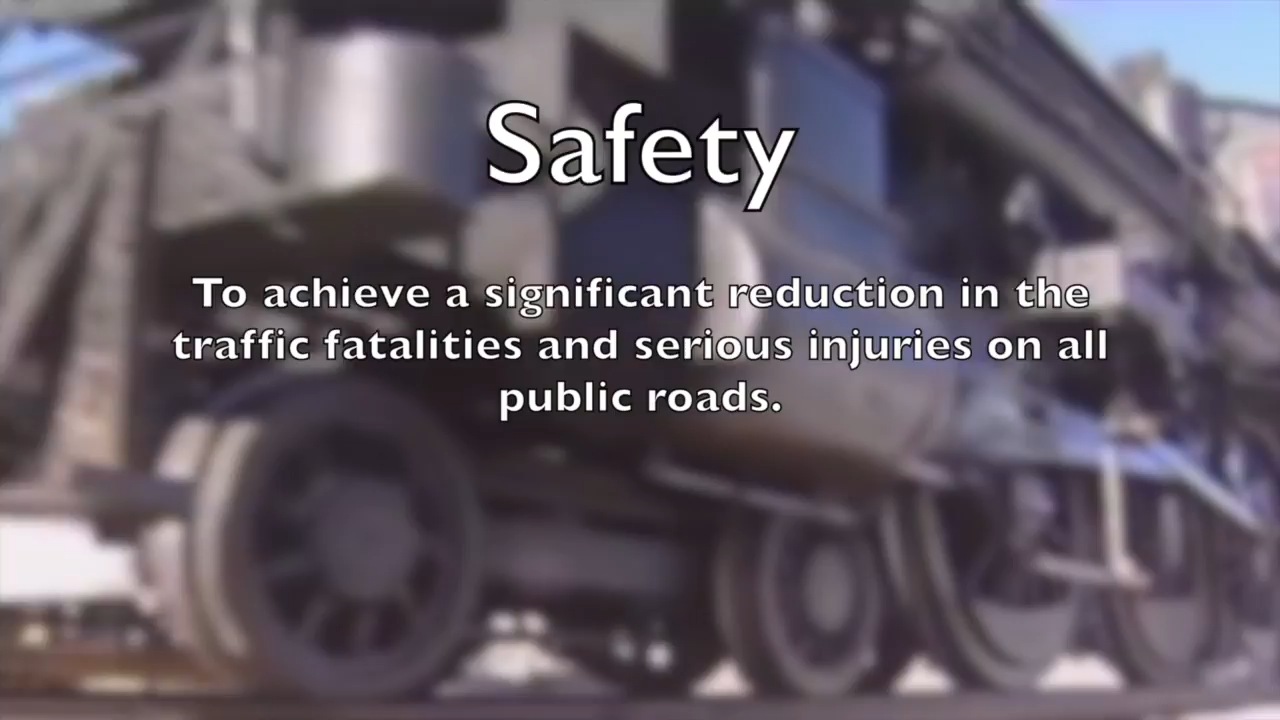 Safety
To achieve a significant reduction in the
traffic fatalities and serious injuries on all
public roads.